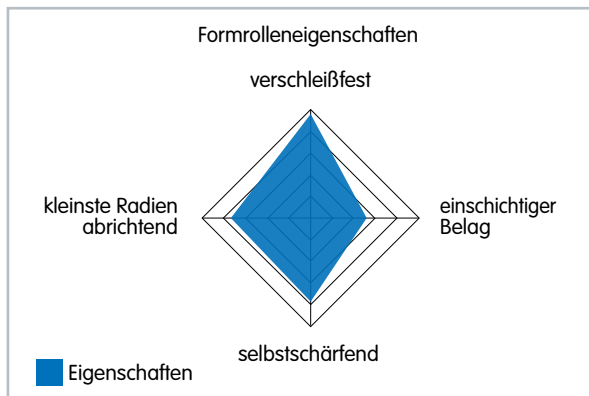 Formrolleneigenschaften
verschleißfest
kleinste Radien
abrichtend
einschichtiger
Belag
selbstschärfend
Eigenschaften